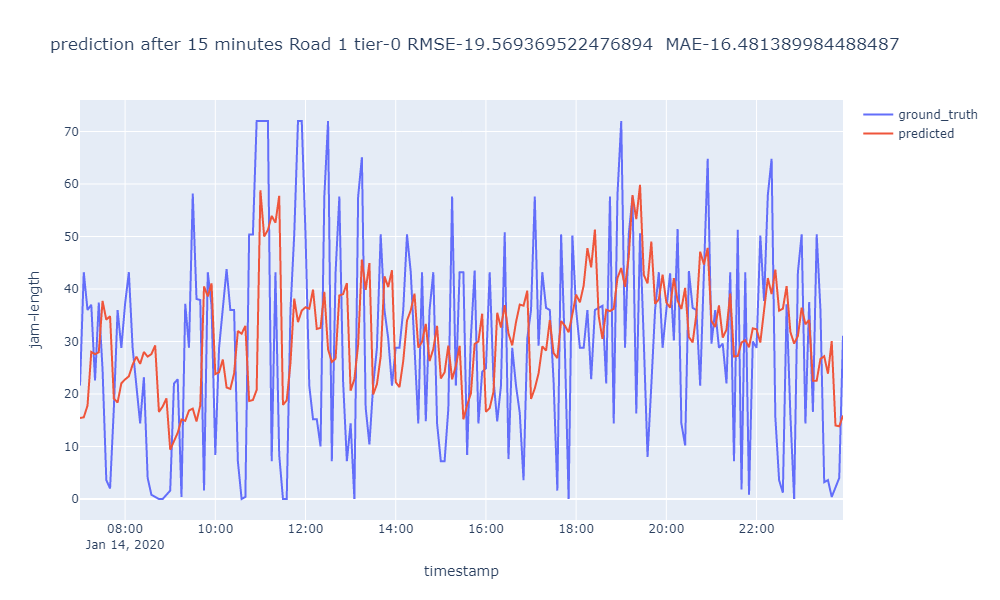 prediction after 15 minutes Road 1 tier-0 RMSE-19.569369522476894  MAE-16.481389984488487
ground_truth
predicted
jam-length
70
60
50
40
30
20
10
0
08:00 10:00 12:00 14:00 16:00 18:00 20:00 22:00
Jan 14, 2020
timestamp